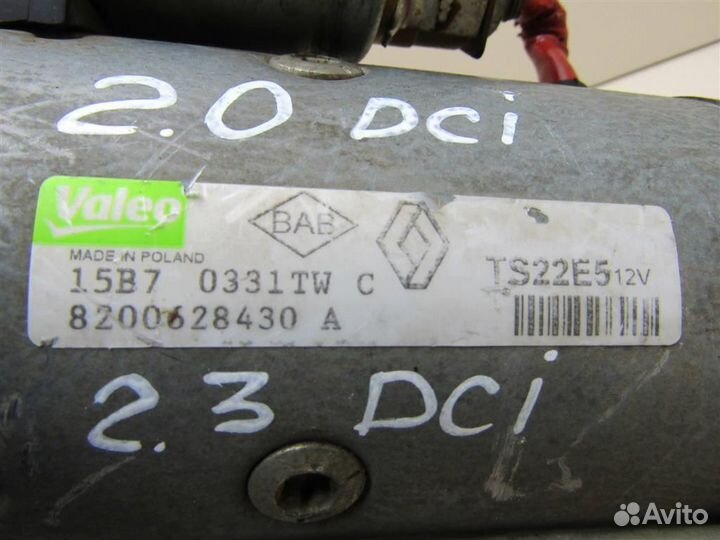 2.0 DCi
Valeo
BAB
MADE IN POLAND
15B7 0331TW C
TS22E5 12V
8200628430 A
2.3 DCi
Avito